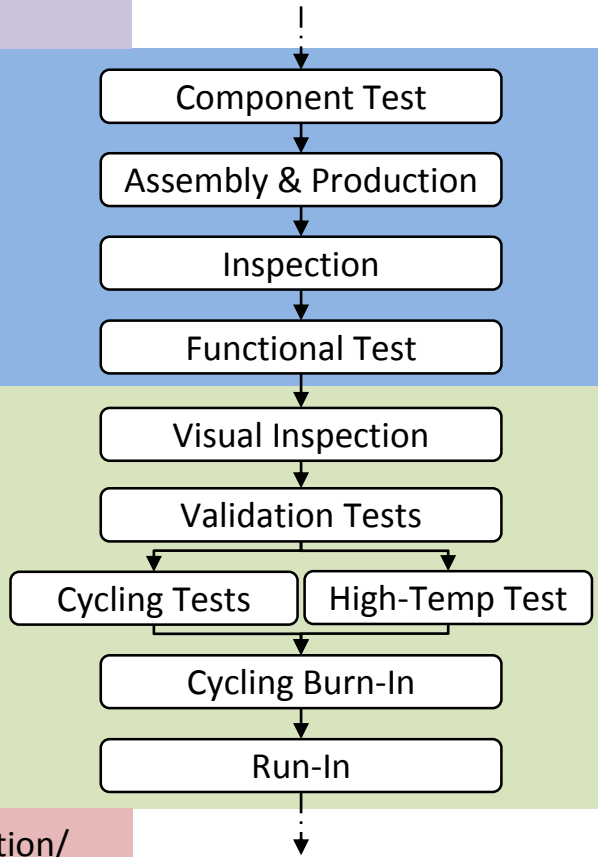 Component Test
Assembly & Production
Inspection
Functional Test
Visual Inspection
Validation Tests
Cycling Tests
High-Temp Test
Cycling Burn-In
Run-In
tion/